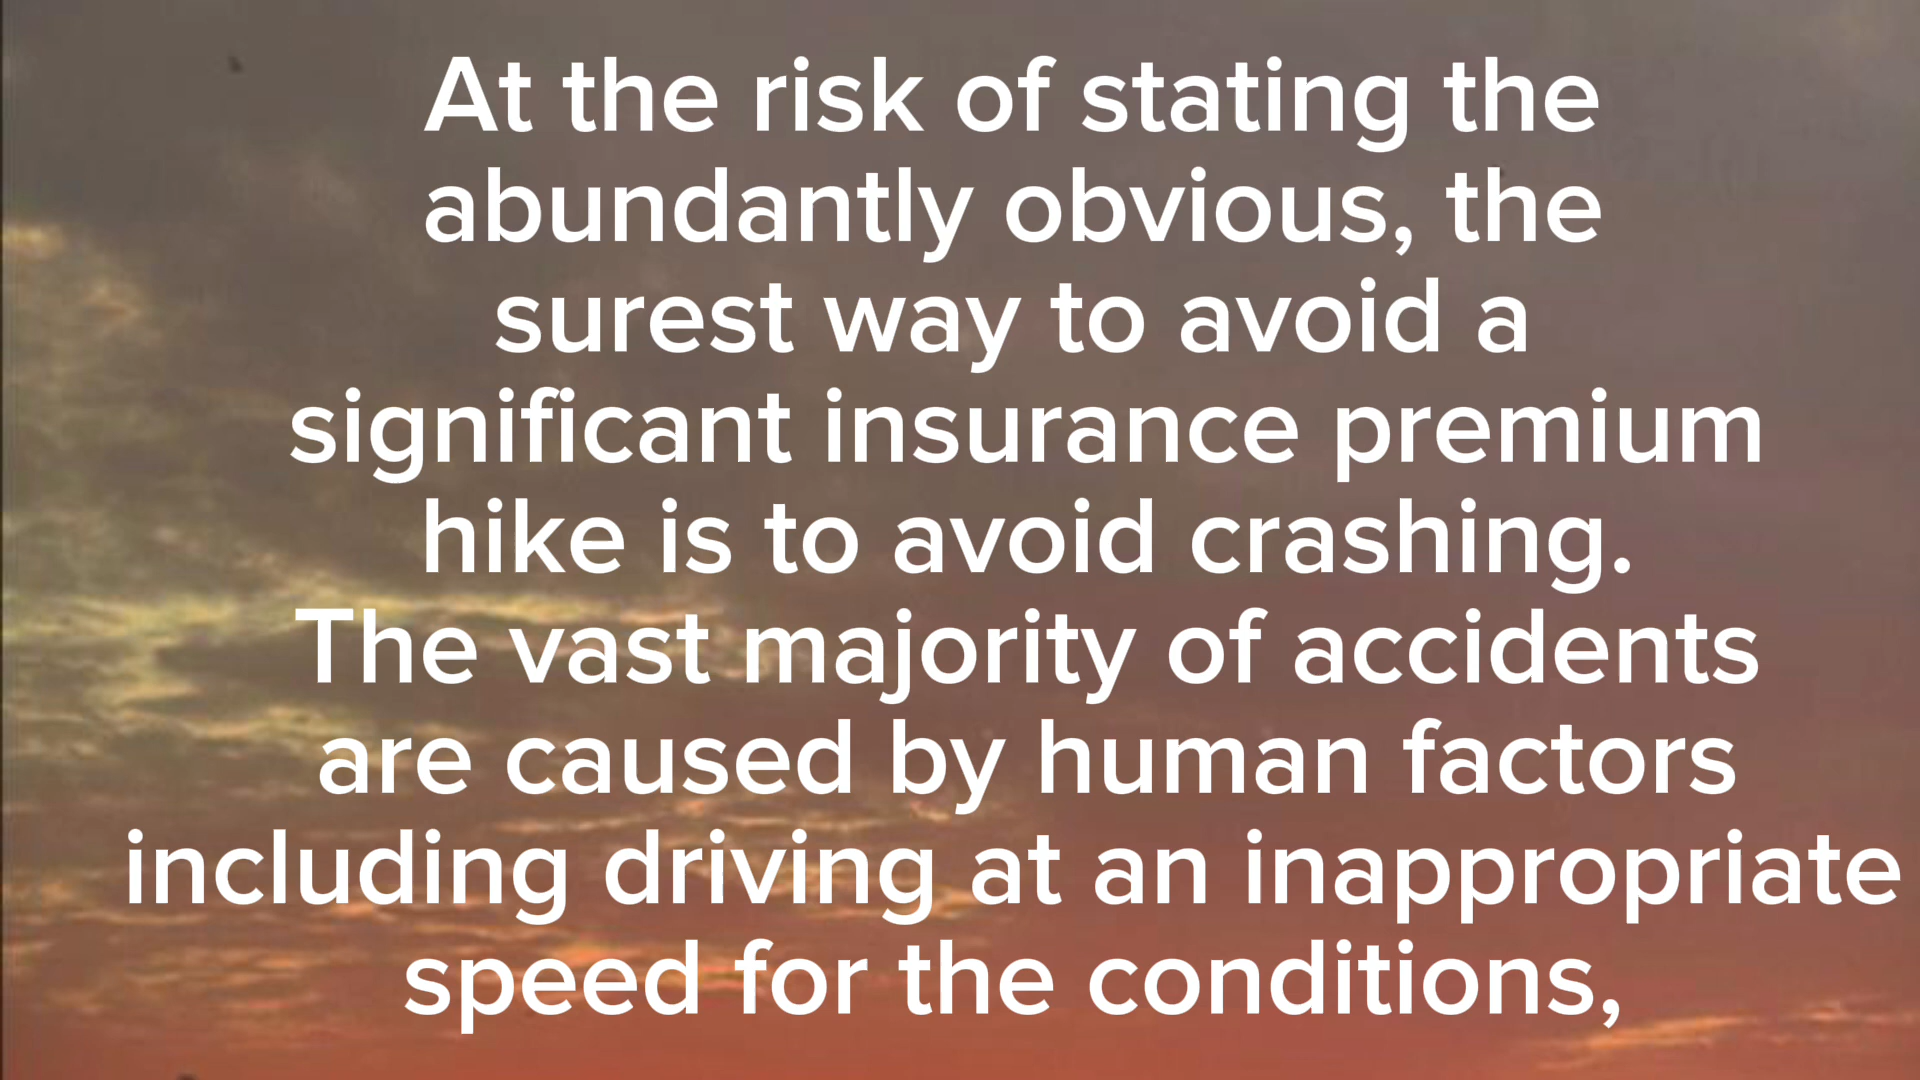 At the risk of stating the
abundantly obvious, the
surest way to avoid a
significant insurance premium
hike is to avoid crashing.
The vast majority of accidents
are caused by human factors
including driving at an inappropriate
speed for the conditions,